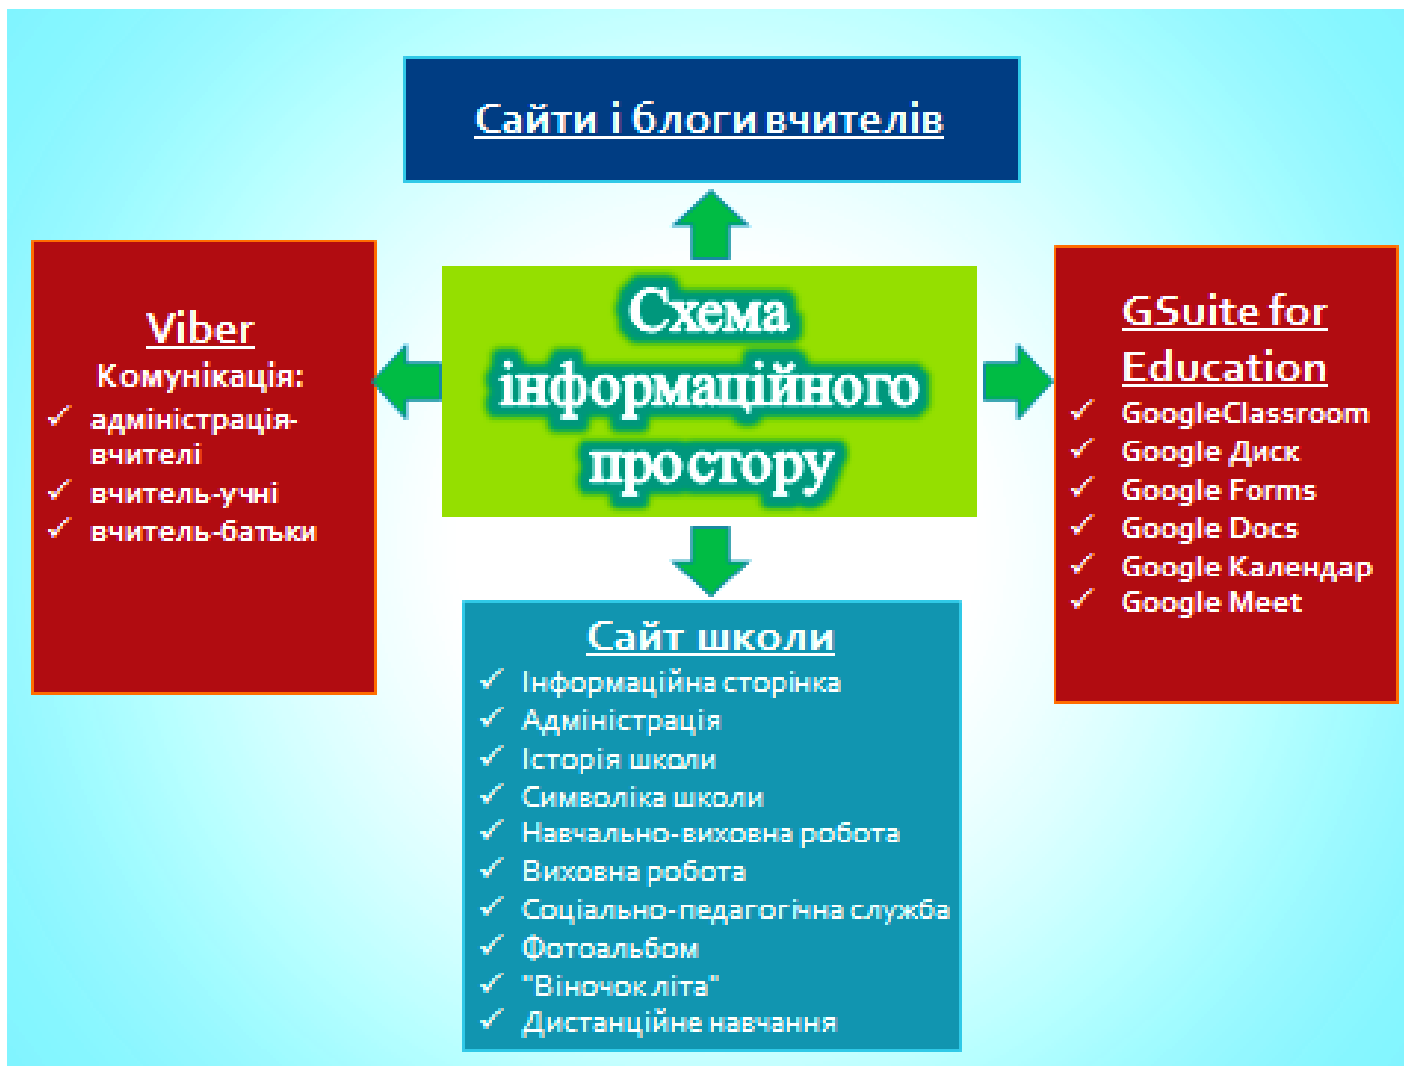 Сайти і блоги вчителів
Схема
інформаційного
простору
Viber
Комунікація:
✓ адміністрація-
вчителі
✓ вчитель-учні
✓ вчитель-батьки
GSuite for
Education
✓ GoogleClassroom
✓ Google Диск
✓ Google Forms
✓ Google Docs
✓ Google Календар
✓ Google Meet
Сайт школи
✓ Інформаційна сторінка
✓ Адміністрація
✓ Історія школи
✓ Символіка школи
✓ Навчально-виховна робота
✓ Виховна робота
✓ Соціально-педагогічна служба
✓ Фотоальбом
✓ "Віночок літа"
✓ Дистанційне навчання